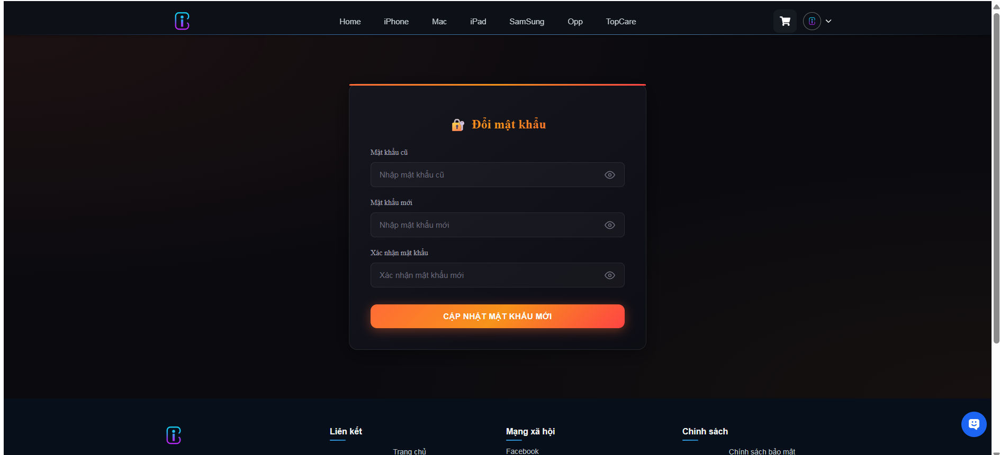 Home iPhone Mac iPad SamSung Opp TopCare
Đổi mật khẩu
Mật khẩu cũ
Nhập mật khẩu cũ
Mật khẩu mới
Nhập mật khẩu mới
Xác nhận mật khẩu
Xác nhận mật khẩu mới
CẬP NHẬT MẬT KHẨU MỚI
Liên kết
Trang chủ
Mạng xã hội
Facebook
Chính sách
Chính sách bảo mật